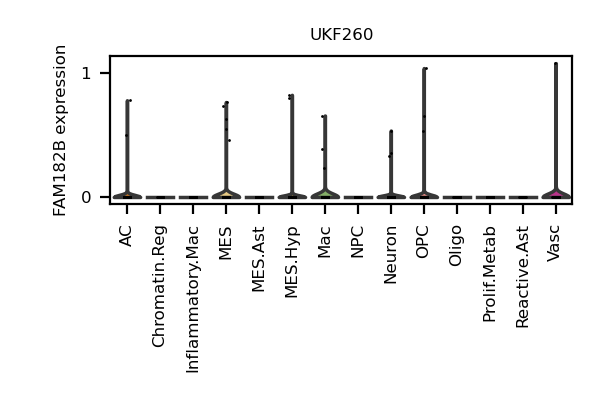 UKF260
FAM182B expression
1
0
AC
Chromatin.Reg
Inflammatory.Mac
MES
MES.Ast
MES.Hyp
Mac
NPC
Neuron
OPC
Oligo
Prolif.Metab
Reactive.Ast
Vasc